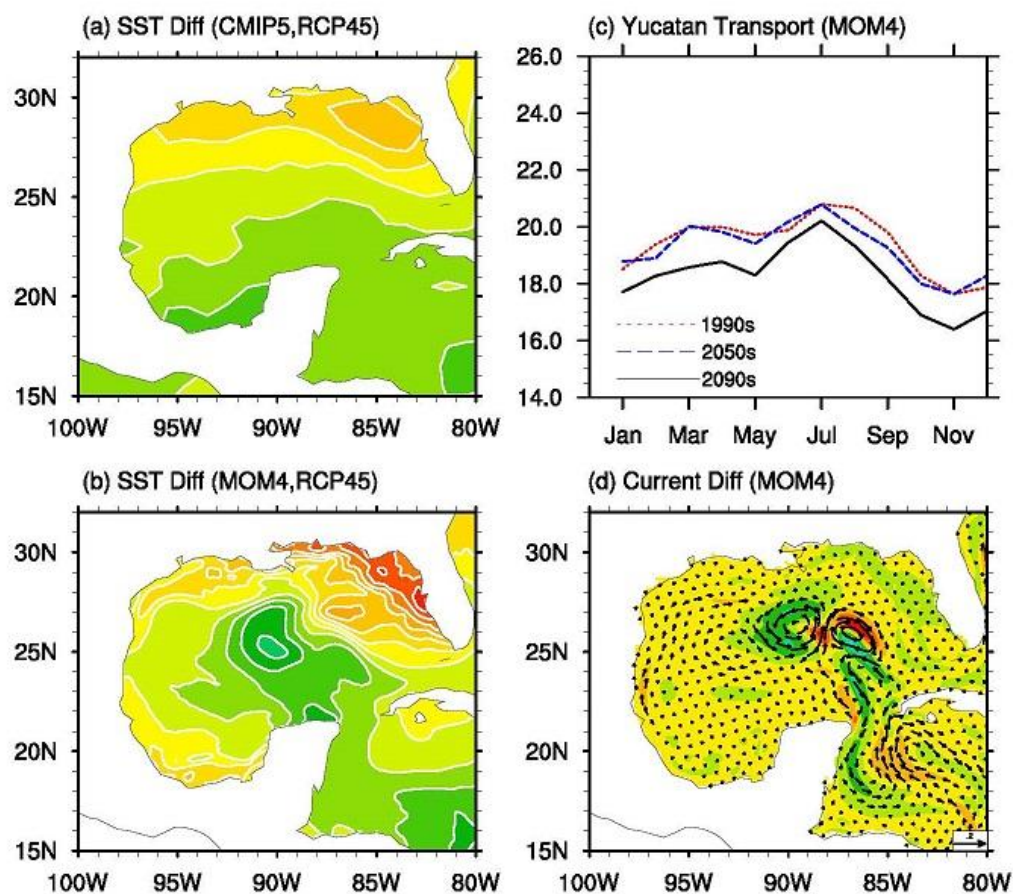 (a) SST Diff (CMIP5,RCP45)
30N
25N
20N
15N
100W 95W 90W 85W 80W
(c) Yucatan Transport (MOM4)
26.0
24.0
22.0
20.0
18.0
16.0
14.0
1990s
2050s
2090s
Jan Mar May Jul Sep Nov
(b) SST Diff (MOM4,RCP45)
30N
25N
20N
15N
100W 95W 90W 85W 80W
(d) Current Diff (MOM4)
30N
25N
20N
15N
.2
100W 95W 90W 85W 80W